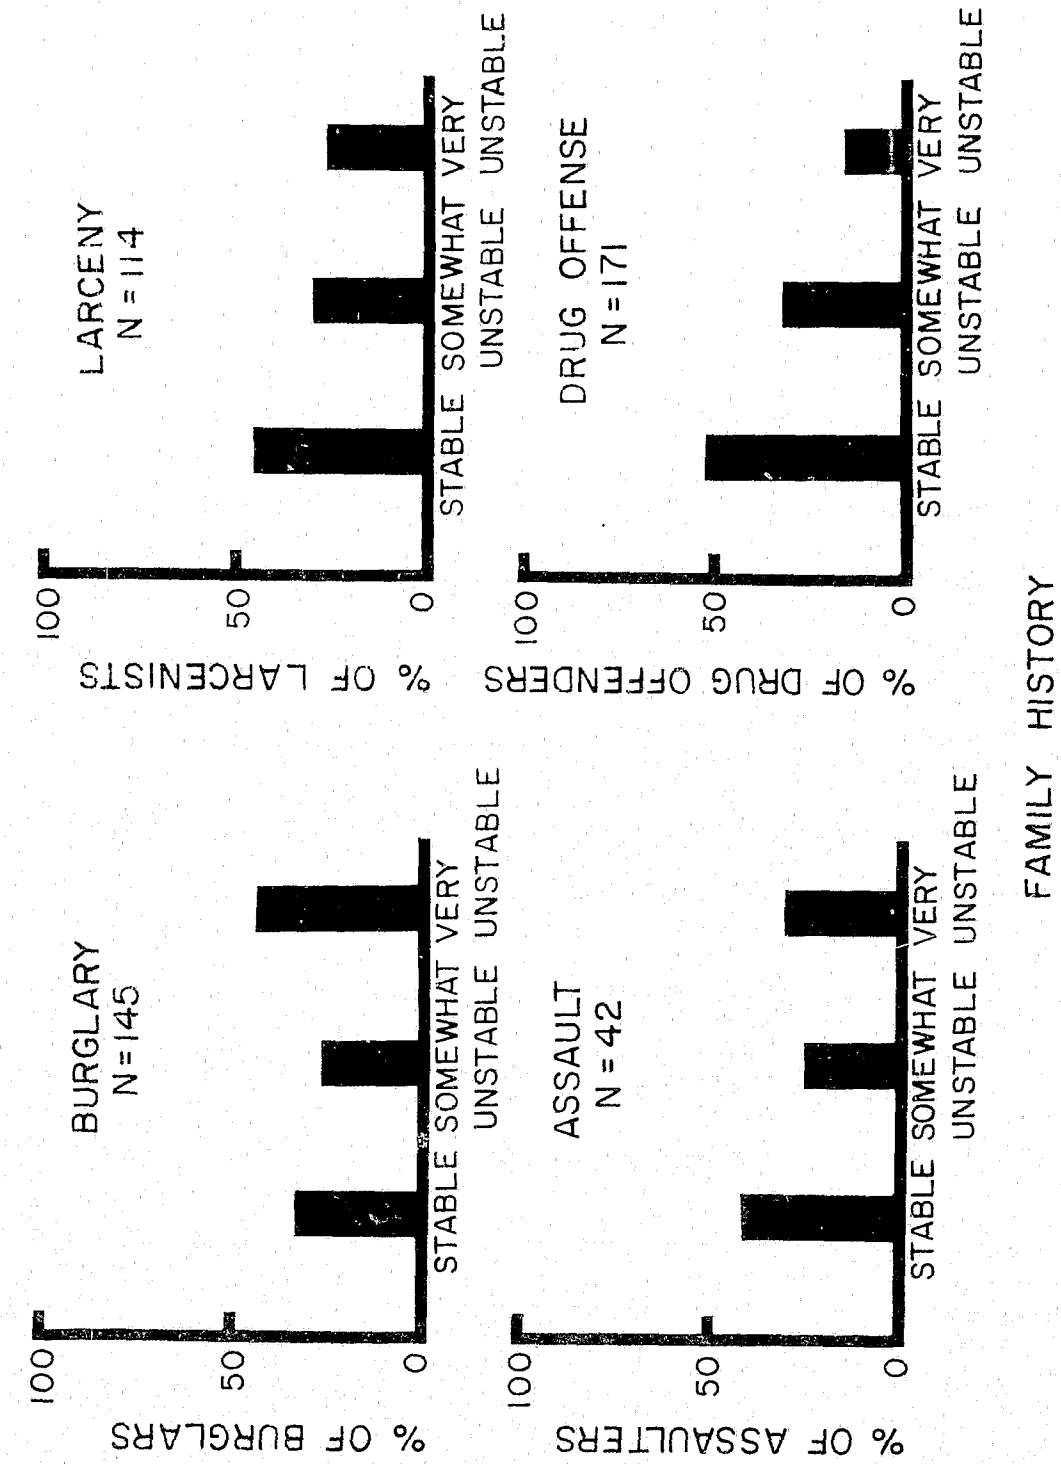 BURGLARY
N=145
% OF BURGLARS
100
50
0
STABLE SOMEWHAT VERY
UNSTABLE UNSTABLE
LARCENY
N=114
% OF LARCENISTS
100
50
0
STABLE SOMEWHAT VERY
UNSTABLE UNSTABLE
ASSAULT
N=42
% OF ASSAULTERS
100
50
0
STABLE SOMEWHAT VERY
UNSTABLE UNSTABLE
DRUG OFFENSE
N=171
% OF DRUG OFFENDERS
100
50
0
STABLE SOMEWHAT VERY
UNSTABLE UNSTABLE
FAMILY HISTORY